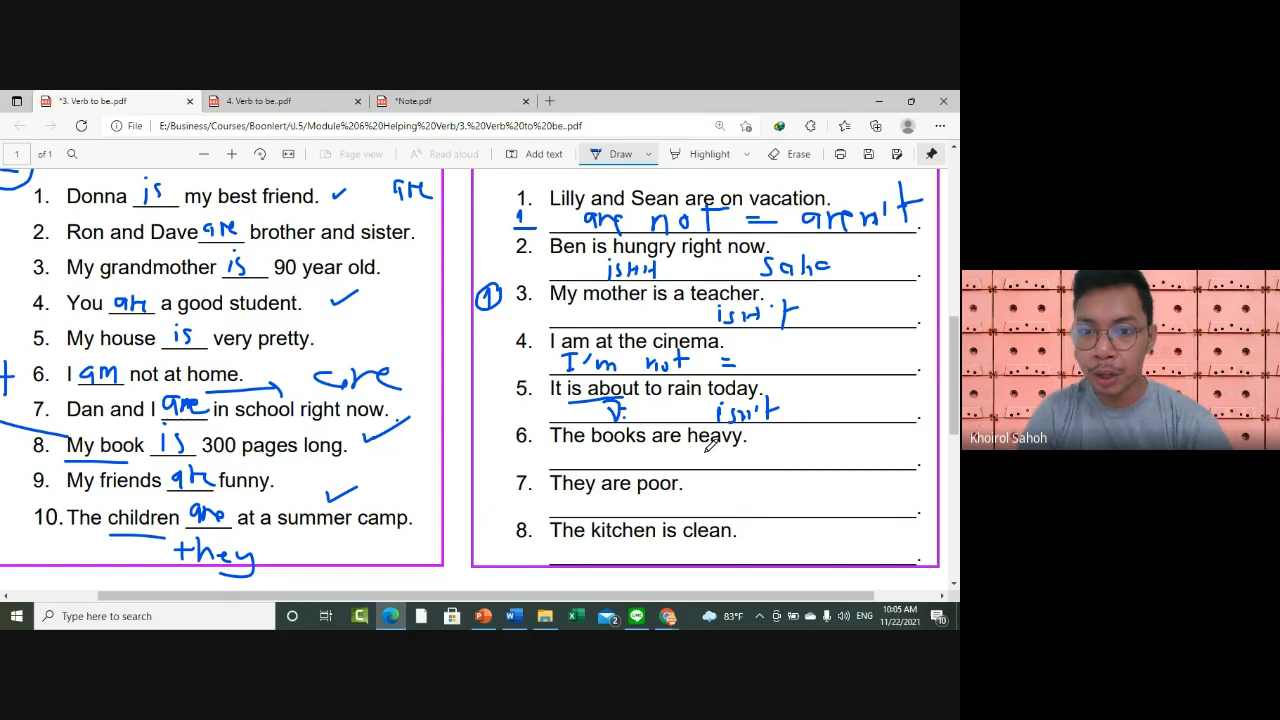 *3. Verb to be..pdf
4. Verb to be..pdf
*Note.pdf
File E:/Business/Courses/Boonlert/ป.5/Module%206%20Helping%20Verb/3.%20Verb%20to%20be..pdf
1 of 1 Page view Read aloud Add text Draw Highlight Erase
1. Donna is my best friend. are
2. Ron and Dave are brother and sister.
3. My grandmother is 90 year old.
4. You are a good student.
5. My house is very pretty.
6. I am not at home.
7. Dan and I are in school right now.
8. My book is 300 pages long.
9. My friends are funny.
10. The children are at a summer camp.
they
1. Lilly and Sean are on vacation.
1 are not = aren't.
2. Ben is hungry right now.
1 3. My mother is a teacher.
isn't.
4. I am at the cinema.
I'm not =.
5. It is about to rain today.
V. isn't.
6. The books are heavy.
7. They are poor.
8. The kitchen is clean.
Khoirol Sahoh
Type here to search
2
83°F
ENG
10:05 AM
11/22/2021
10